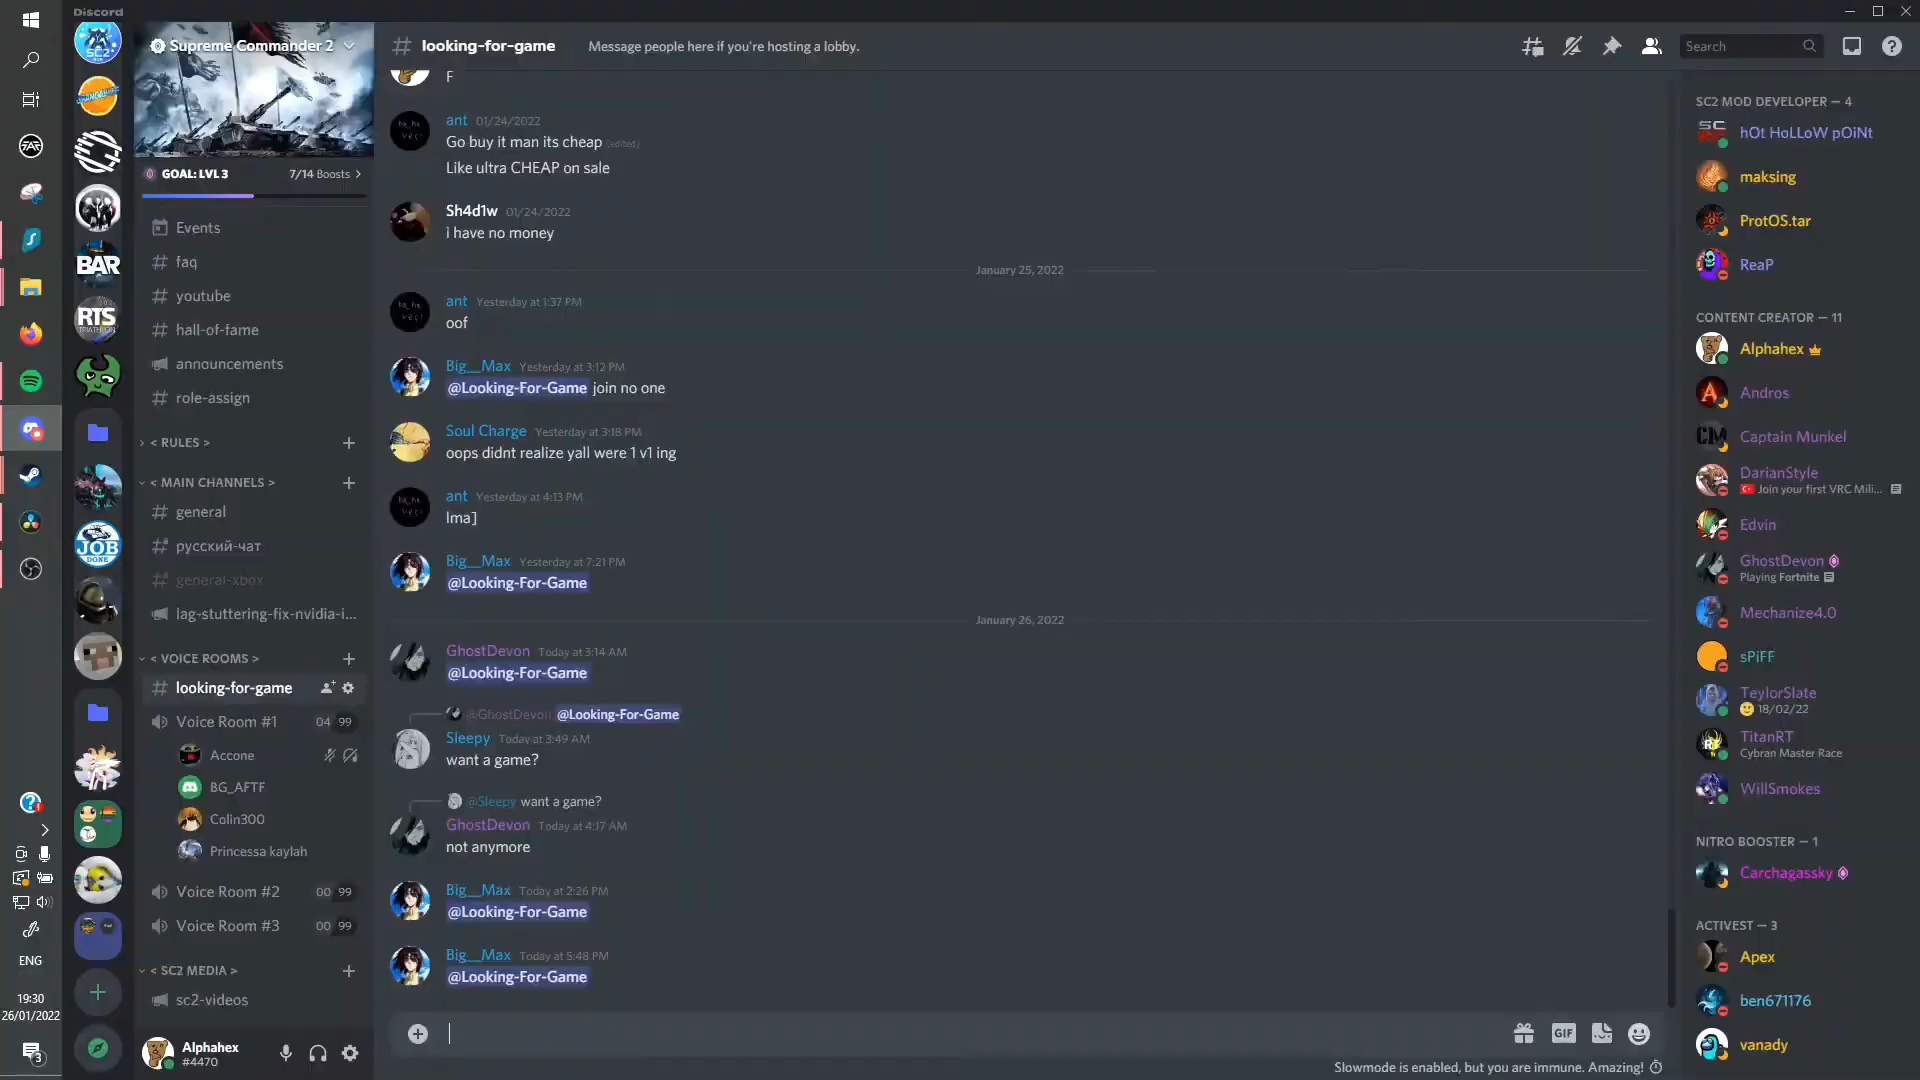 Discord
Supreme Commander 2
GOAL: LVL 3
7/14 Boosts
Events
faq
youtube
hall-of-fame
announcements
role-assign
< RULES >
< MAIN CHANNELS >
general
русский-чат
general-xbox
lag-stuttering-fix-nvidia-i...
< VOICE ROOMS >
looking-for-game
Voice Room #1
04 99
Accone
BG_AFTF
Colin300
Princessa kaylah
Voice Room #2
00 99
Voice Room #3
00 99
< SC2 MEDIA >
sc2-videos
Alphahex
#4470
SC2
BAR
RTS
TRIATHLON
JOB
DONE
ENG
19:30
26/01/2022
3
looking-for-game
Message people here if you're hosting a lobby.
Search
F
ant 01/24/2022
Go buy it man its cheap (edited)
Like ultra CHEAP on sale
Sh4d1w 01/24/2022
i have no money
January 25, 2022
ant Yesterday at 1:37 PM
oof
Big__Max Yesterday at 3:12 PM
@Looking-For-Game join no one
Soul Charge Yesterday at 3:18 PM
oops didnt realize yall were 1 v1 ing
ant Yesterday at 4:13 PM
lma]
Big__Max Yesterday at 7:21 PM
@Looking-For-Game
January 26, 2022
GhostDevon Today at 3:14 AM
@Looking-For-Game
@GhostDevon @Looking-For-Game
Sleepy Today at 3:49 AM
want a game?
@Sleepy want a game?
GhostDevon Today at 4:17 AM
not anymore
Big__Max Today at 2:26 PM
@Looking-For-Game
Big__Max Today at 5:48 PM
@Looking-For-Game
GIF
Slowmode is enabled, but you are immune. Amazing!
SC2 MOD DEVELOPER — 4
hOt HoLLoW pOiNt
maksing
ProtOS.tar
ReaP
CONTENT CREATOR — 11
Alphahex
Andros
Captain Munkel
DarianStyle
Join your first VRC Mili...
Edvin
GhostDevon
Playing Fortnite
Mechanize4.0
sPiFF
TeylorSlate
18/02/22
TitanRT
Cybran Master Race
WillSmokes
NITRO BOOSTER — 1
Carchagassky
ACTIVEST — 3
Apex
ben671176
vanady